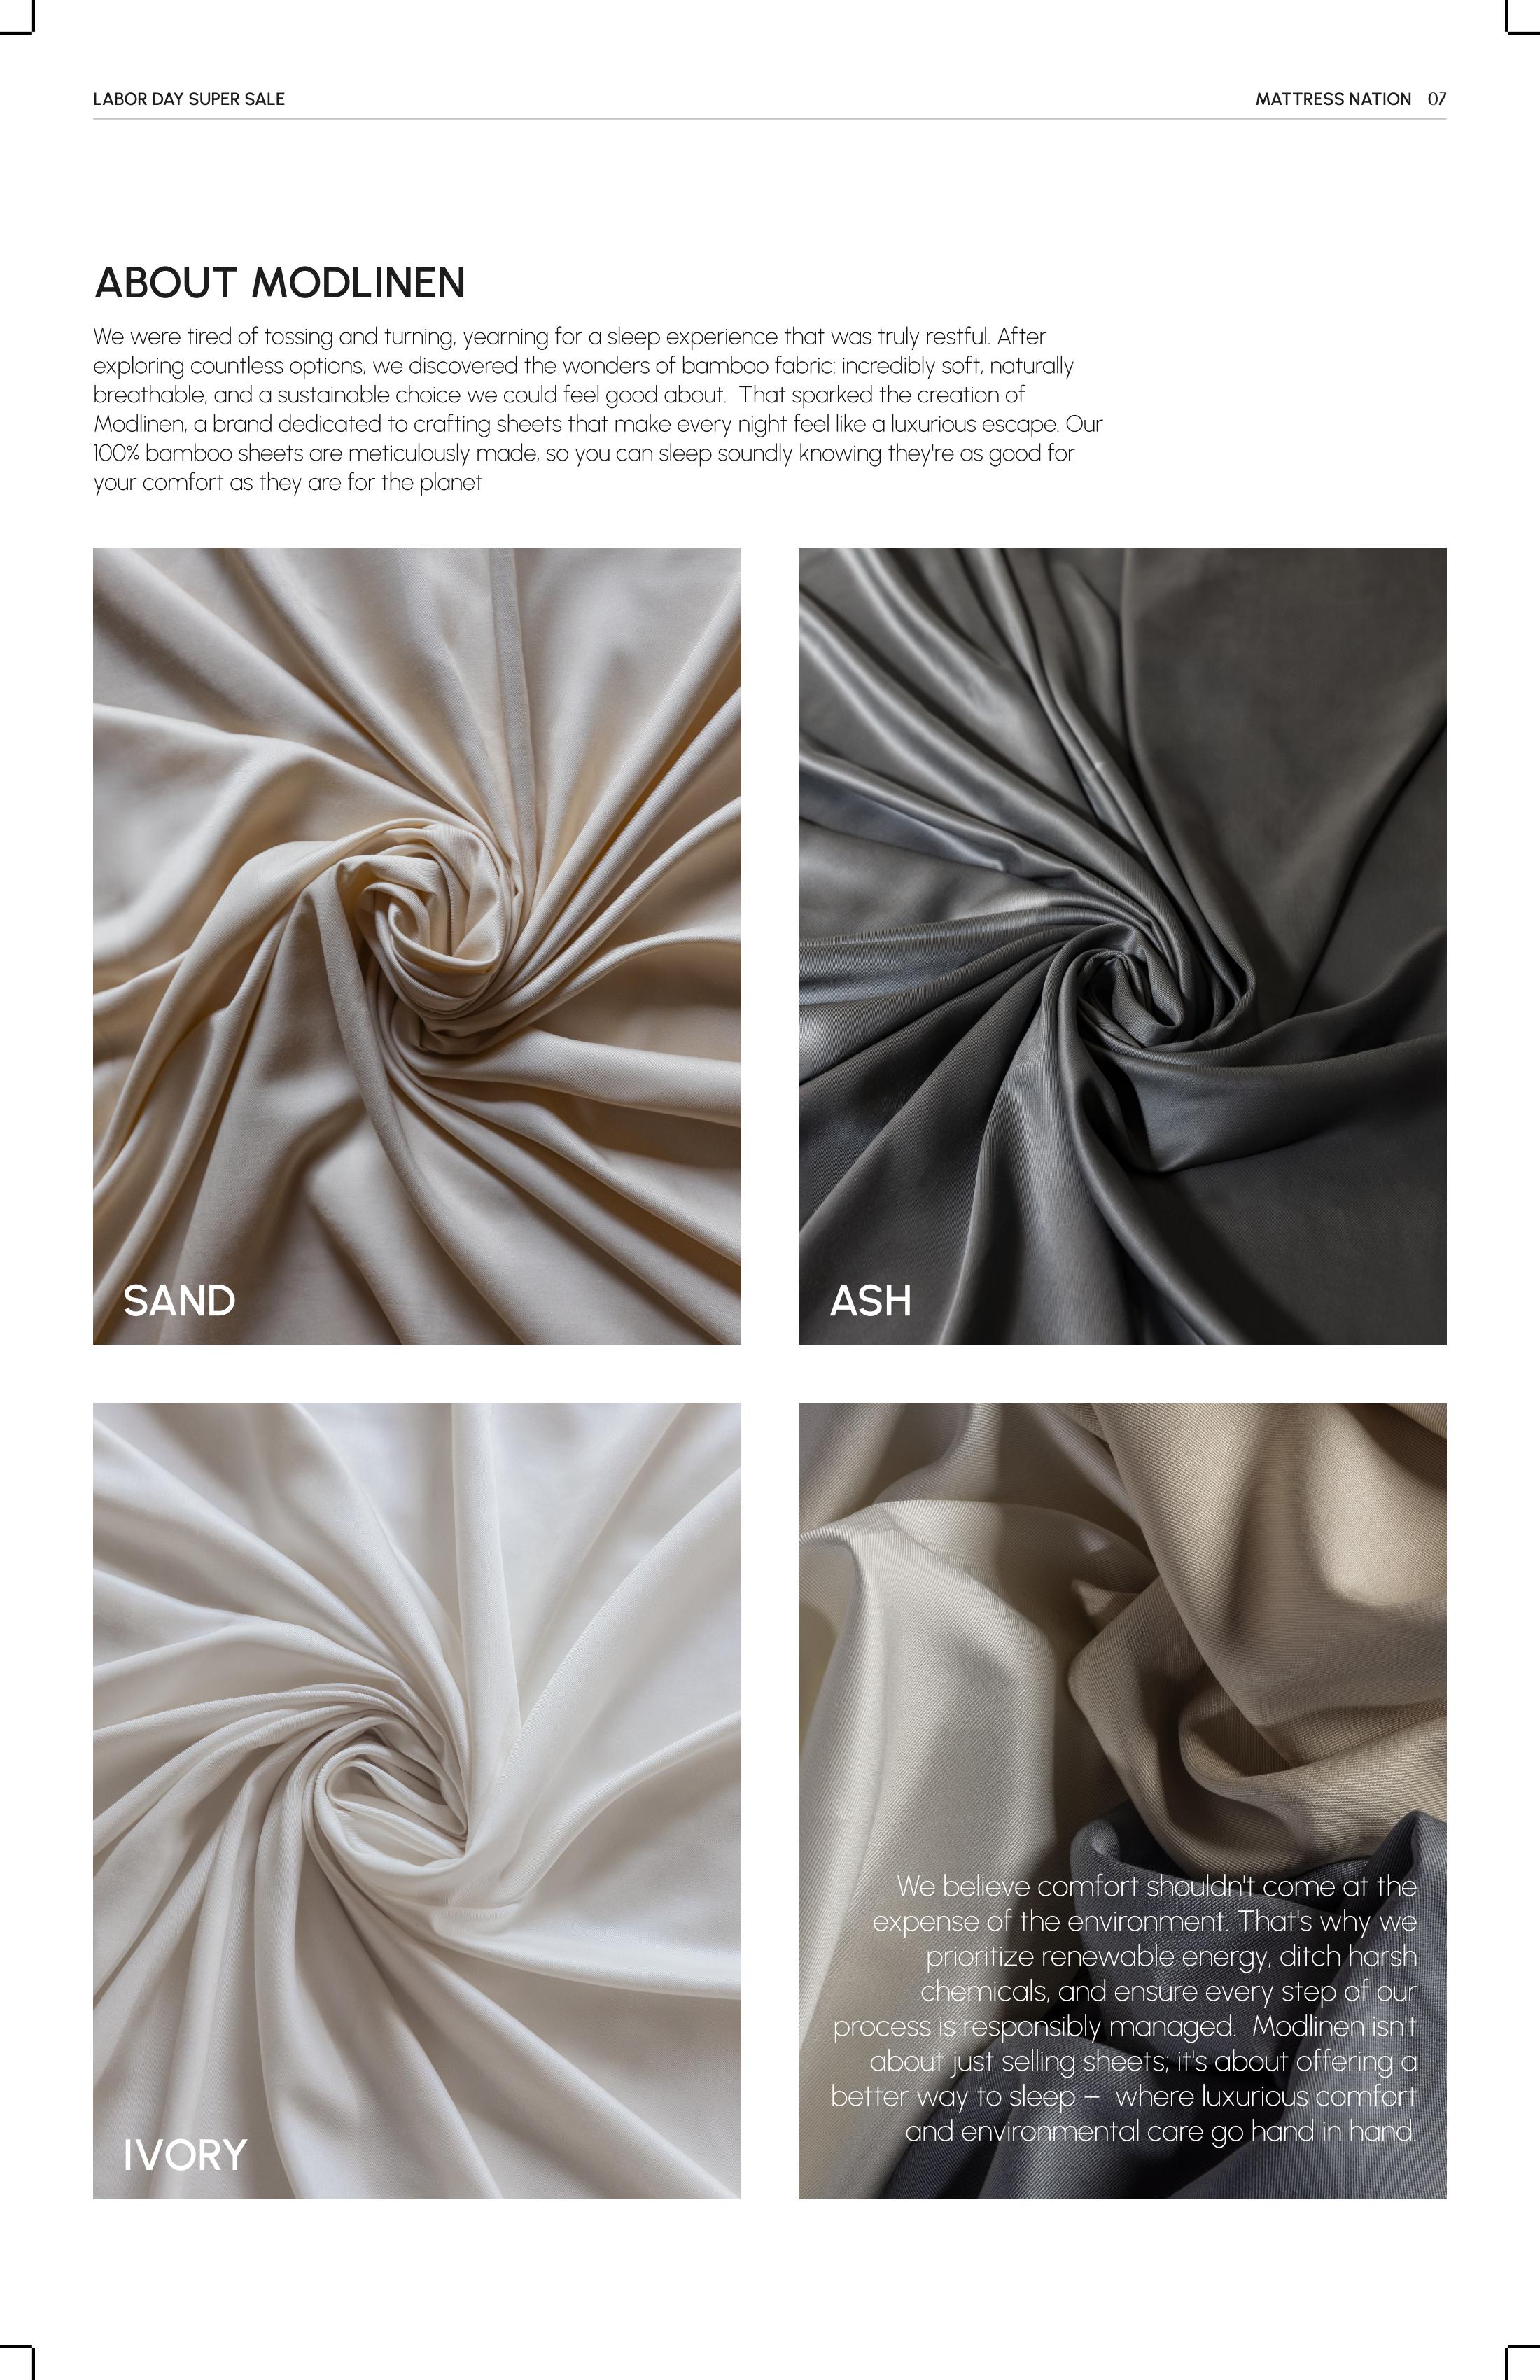 LABOR DAY SUPER SALE
MATTRESS NATION 07
ABOUT MODLINEN
We were tired of tossing and turning, yearning for a sleep experience that was truly restful. After
exploring countless options, we discovered the wonders of bamboo fabric: incredibly soft, naturally
breathable, and a sustainable choice we could feel good about.  That sparked the creation of
Modlinen, a brand dedicated to crafting sheets that make every night feel like a luxurious escape. Our
100% bamboo sheets are meticulously made, so you can sleep soundly knowing they're as good for
your comfort as they are for the planet
SAND
ASH
IVORY
We believe comfort shouldn't come at the
expense of the environment. That's why we
prioritize renewable energy, ditch harsh
chemicals, and ensure every step of our
process is responsibly managed.  Modlinen isn't
about just selling sheets; it's about offering a
better way to sleep –  where luxurious comfort
and environmental care go hand in hand.